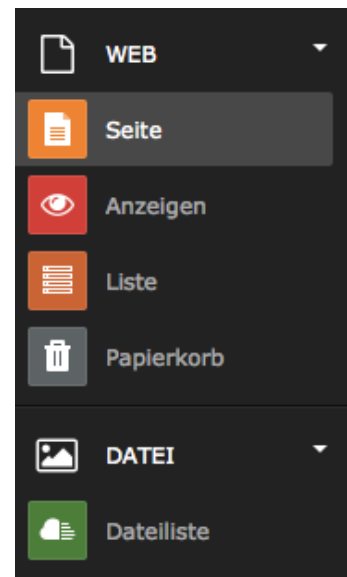 WEB
Seite
Anzeigen
Liste
Papierkorb
DATEI
Dateiliste